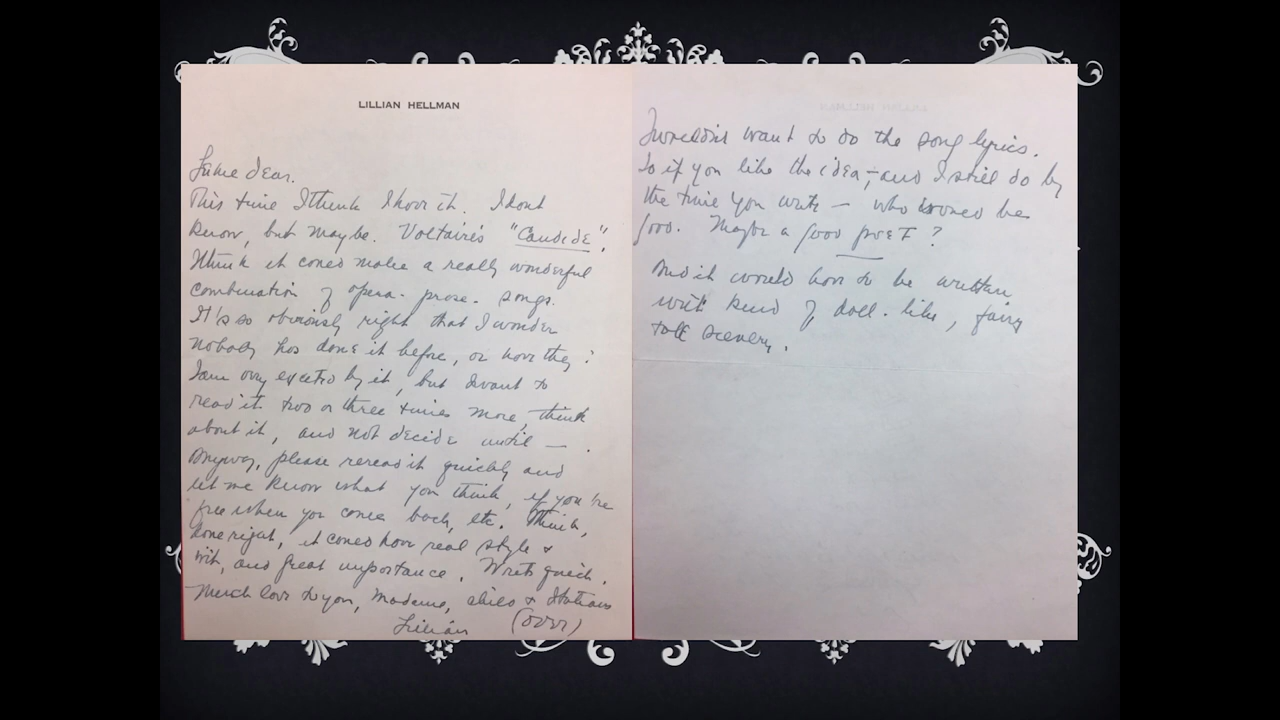 LILLIAN HELLMAN
dear.
This time I think I have it. I dont
know, but maybe. Voltaire's "Candide".
I think it could make a really wonderful
combination of opera - prose - songs.
It's so obviously right that I wonder
nobody has done it before, or have they?
I am very excited by it, but I want to
read it two or three times more, think
about it, and not decide until — .
Anyway, please reread it quickly and
let me know what you think, if you're
free when you come back, etc. I think,
done right, it could have real style &
wit, and great importance. Write quick.
Much love to you, Madame, child & Italians
Lillian (over)
I wouldn't want to do the song lyrics.
So if you like the idea, – and I still do by
the time you write — who would be
good. Maybe a good poet?
And it would have to be written
with kind of doll-like, fairy
tale scenery.